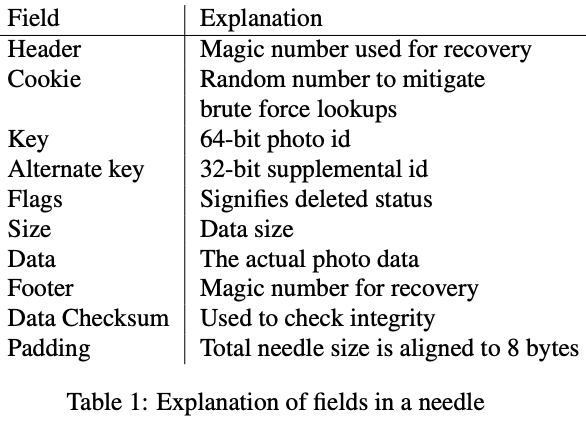 Field Explanation
Header Magic number used for recovery
Cookie Random number to mitigate
brute force lookups
Key 64-bit photo id
Alternate key 32-bit supplemental id
Flags Signifies deleted status
Size Data size
Data The actual photo data
Footer Magic number for recovery
Data Checksum Used to check integrity
Padding Total needle size is aligned to 8 bytes
Table 1: Explanation of fields in a needle